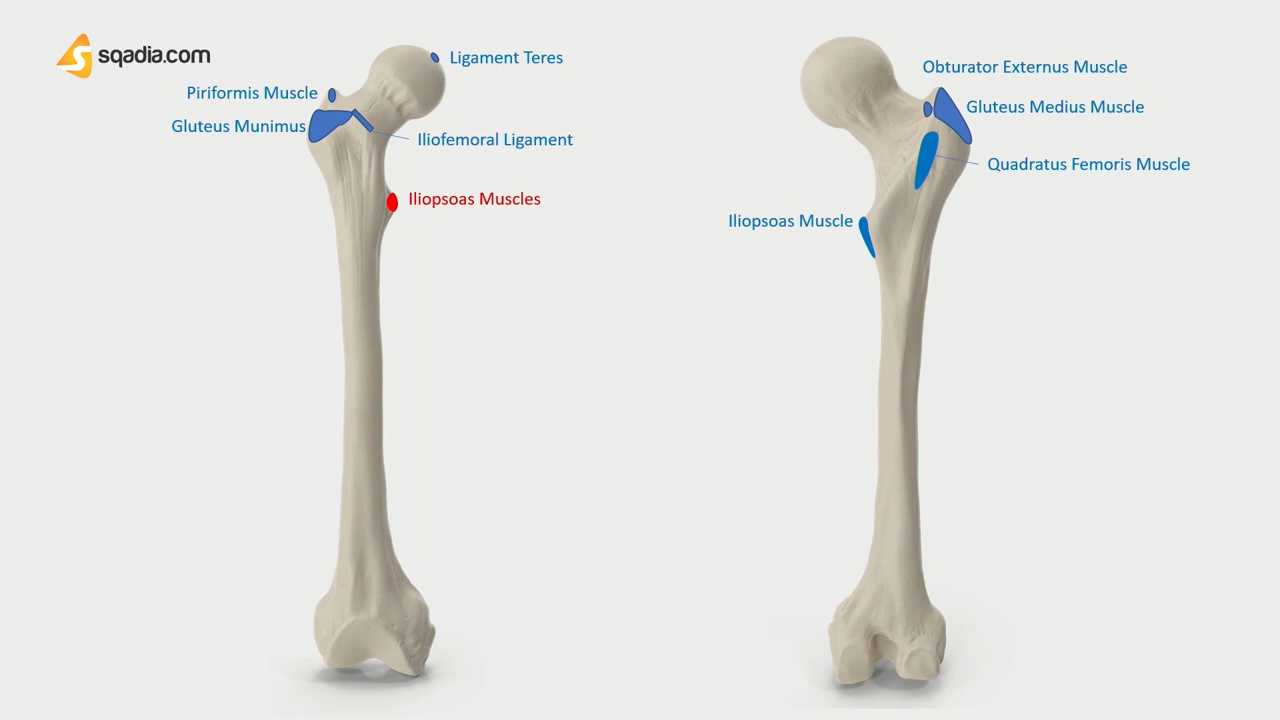 sqadia.com
Ligament Teres
Piriformis Muscle
Gluteus Munimus
Iliofemoral Ligament
Iliopsoas Muscles
Obturator Externus Muscle
Gluteus Medius Muscle
Quadratus Femoris Muscle
Iliopsoas Muscle